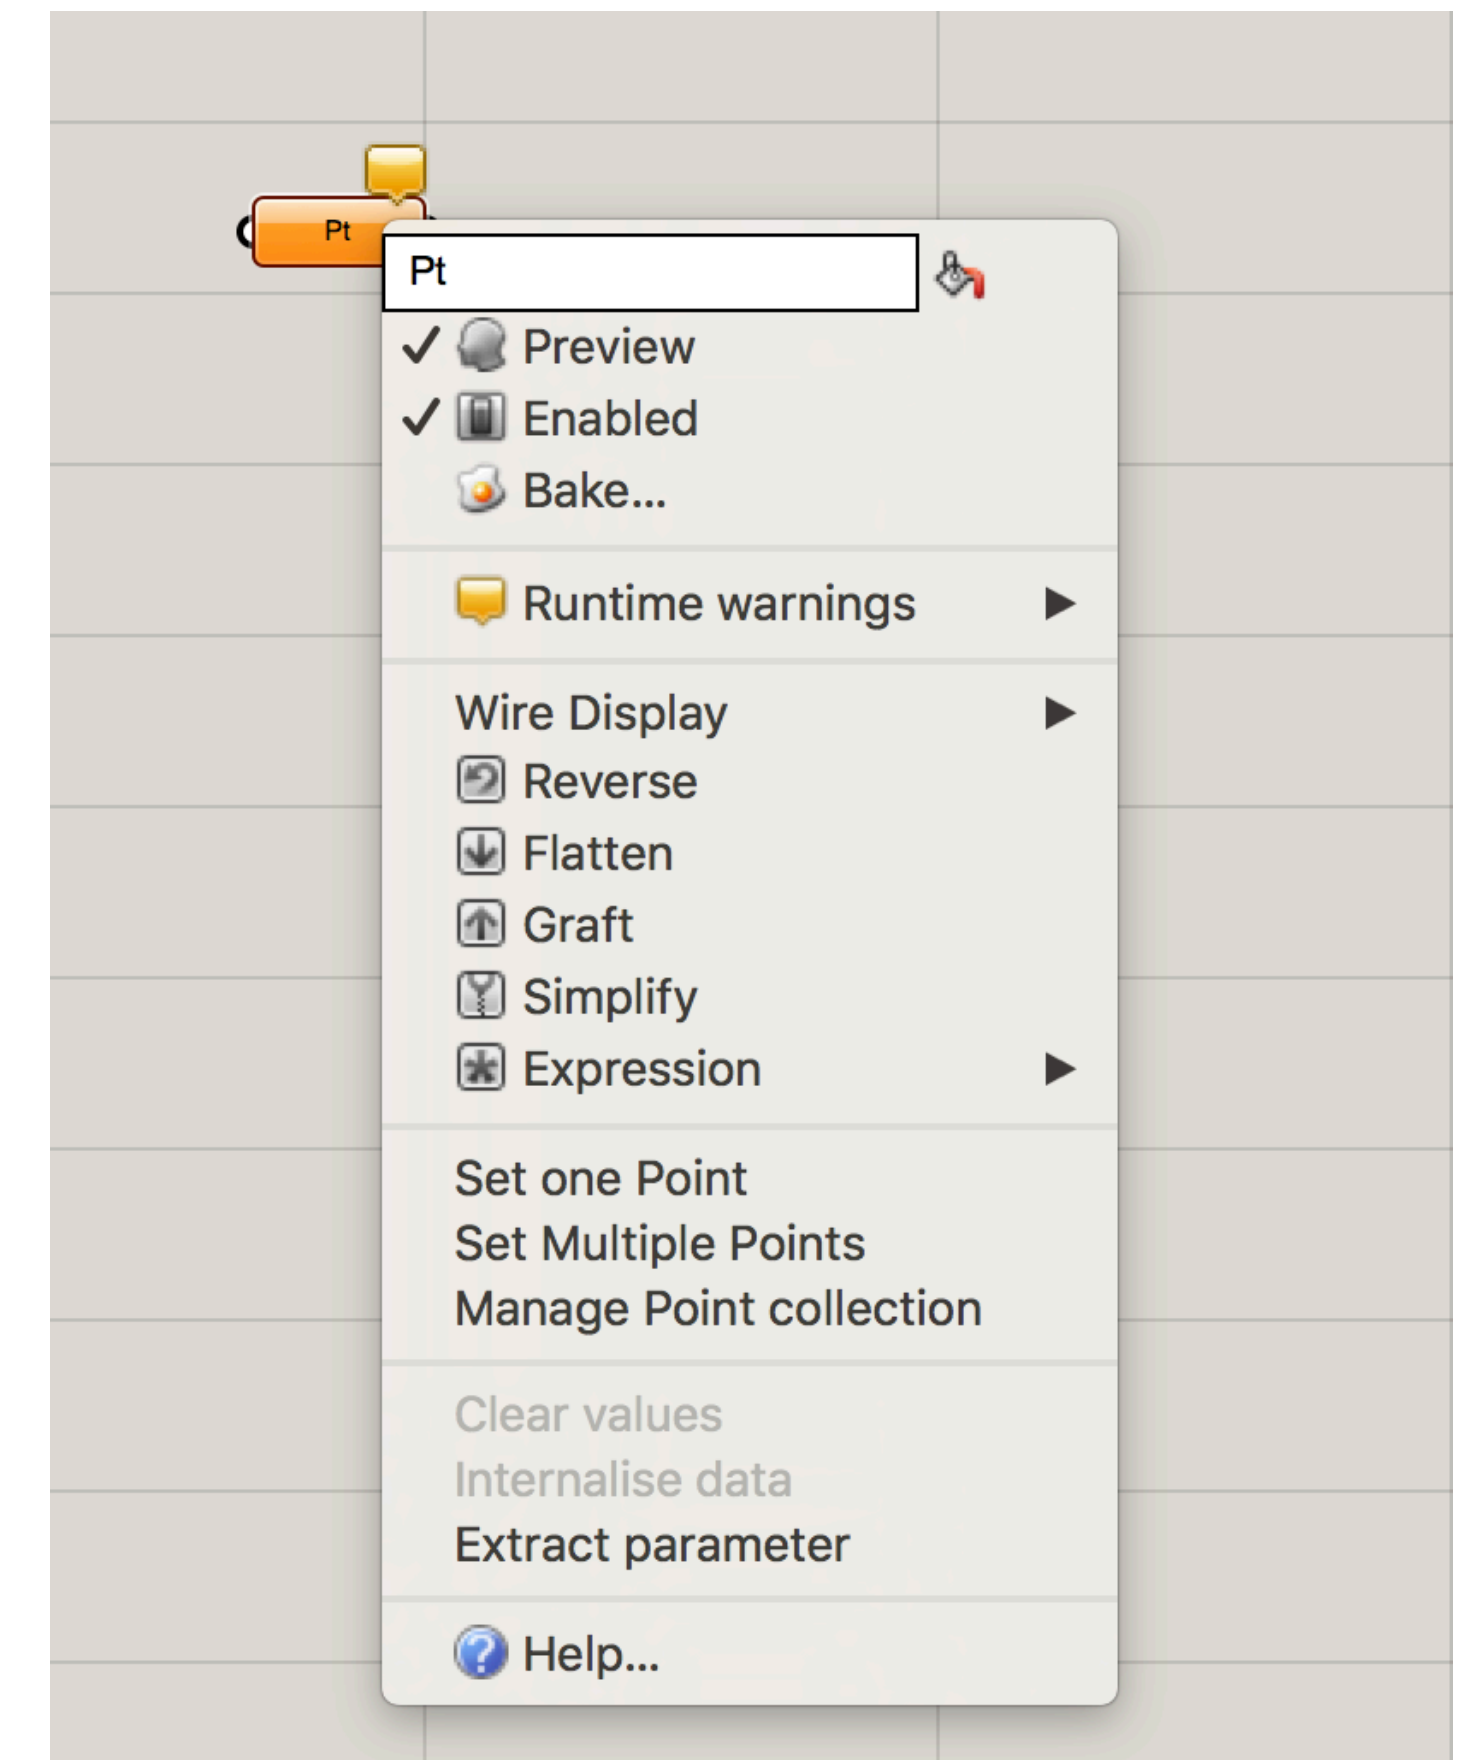 Pt
Pt
Preview
Enabled
Bake...
Runtime warnings
Wire Display
Reverse
Flatten
Graft
Simplify
Expression
Set one Point
Set Multiple Points
Manage Point collection
Clear values
Internalise data
Extract parameter
Help...